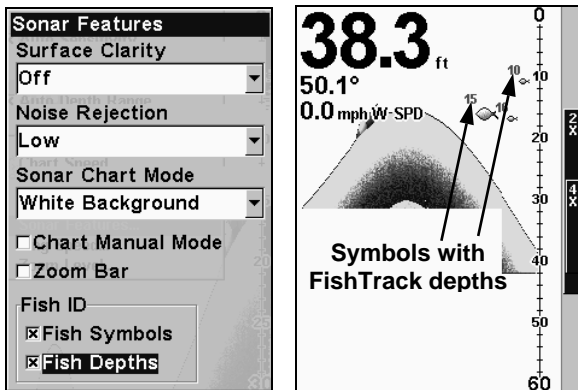 Sonar Features
Surface Clarity
Off
Noise Rejection
Low
Sonar Chart Mode
White Background
Chart Manual Mode
Zoom Bar
Fish ID
Fish Symbols
Fish Depths
38.3 ft
50.1°
0.0 mph W-SPD
15
16
10
0
10
20
30
40
50
60
2X
4X
Symbols with
FishTrack depths